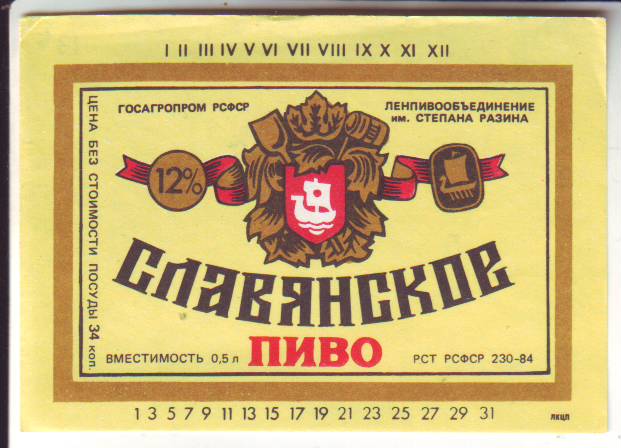 I II III IV V VI VII VIII IX X XI XII
ГОСАГРОПРОМ РСФСР
ЛЕНПИВООБЪЕДИНЕНИЕ
им. СТЕПАНА РАЗИНА
ЦЕНА БЕЗ СТОИМОСТИ ПОСУДЫ 34 коп.
12%
СЛАВЯНСКОЕ
ПИВО
ВМЕСТИМОСТЬ 0,5 л
РСТ РСФСР 230-84
1 3 5 7 9 11 13 15 17 19 21 23 25 27 29 31
ЛКЦП